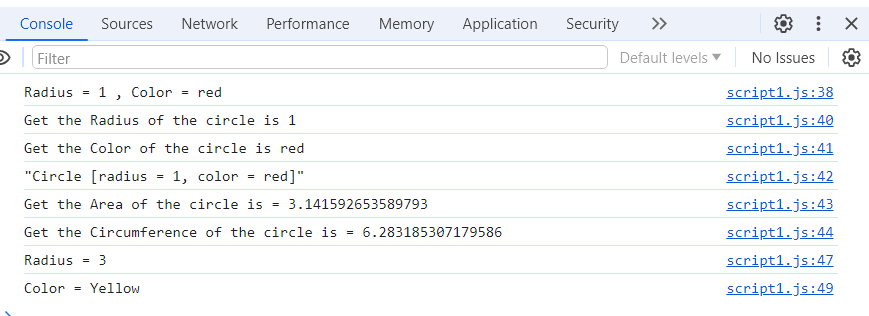 Console Sources Network Performance Memory Application Security
Filter Default levels ▼ No Issues
Radius = 1 , Color = red script1.js:38
Get the Radius of the circle is 1 script1.js:40
Get the Color of the circle is red script1.js:41
"Circle [radius = 1, color = red]" script1.js:42
Get the Area of the circle is = 3.141592653589793 script1.js:43
Get the Circumference of the circle is = 6.283185307179586 script1.js:44
Radius = 3 script1.js:47
Color = Yellow script1.js:49